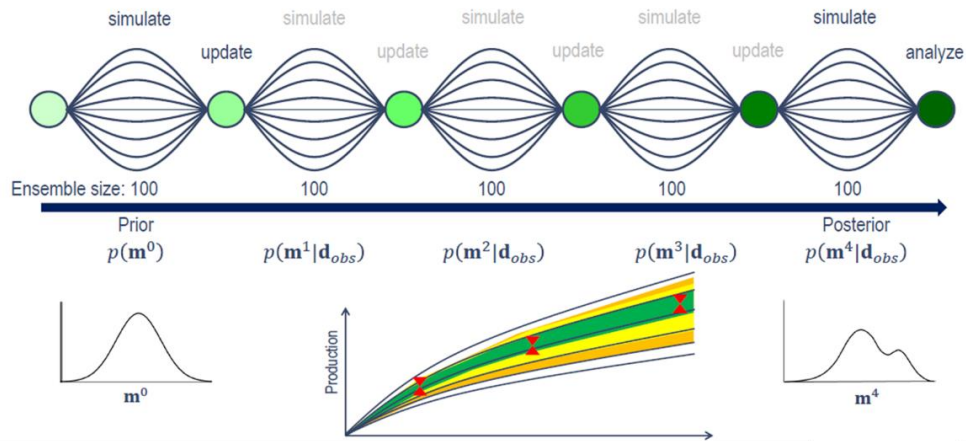 simulate simulate simulate simulate simulate
update update update update analyze
Ensemble size: 100 100 100 100 100
Prior Posterior
p(m⁰) p(m¹|d_obs) p(m²|d_obs) p(m³|d_obs) p(m⁴|d_obs)
Production
m⁰ m⁴